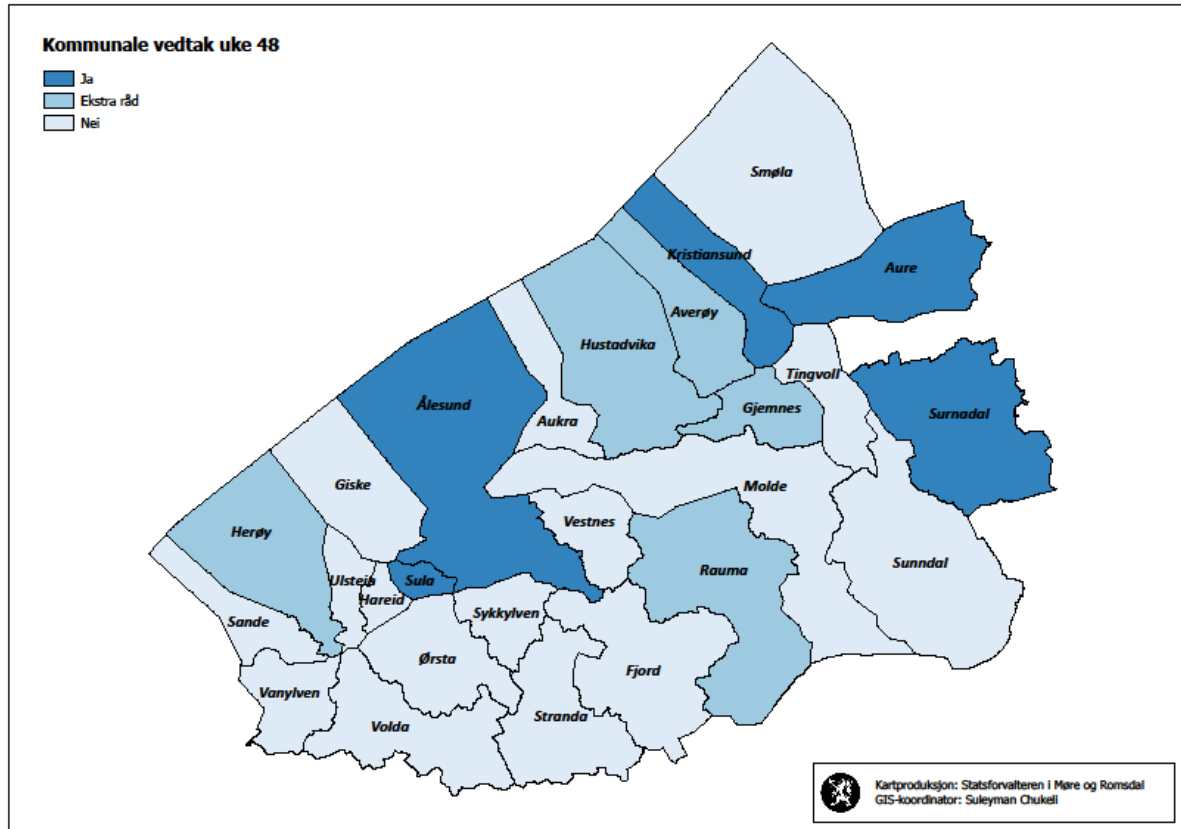 Kommunale vedtak uke 48
Ja
Ekstra råd
Nei
Smøla
Kristiansund
Aure
Averøy
Hustadvika
Tingvoll
Ålesund
Gjemnes
Surnadal
Aukra
Giske
Molde
Vestnes
Herøy
Sunndal
Rauma
Ulstein
Sula
Hareid
Sykkylven
Sande
Ørsta
Fjord
Vanylven
Stranda
Volda
Kartproduksjon: Statsforvalteren i Møre og Romsdal
GIS-koordinator: Suleyman Chukeli